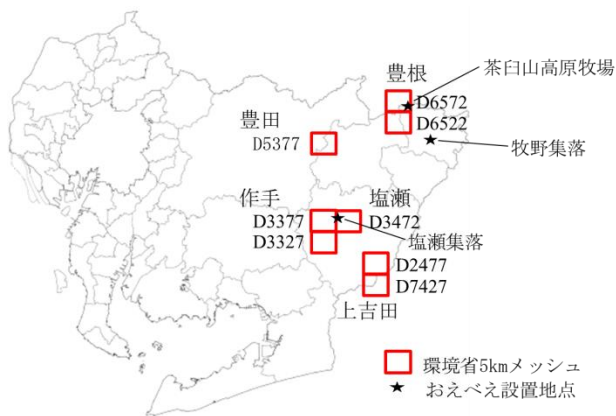 茶臼山高原牧場
豊根
D6572
D6522
豊田
D5377
牧野集落
作手
塩瀬
D3377
D3472
D3327
塩瀬集落
D2477
D7427
上吉田
環境省5kmメッシュ
おえべえ設置地点